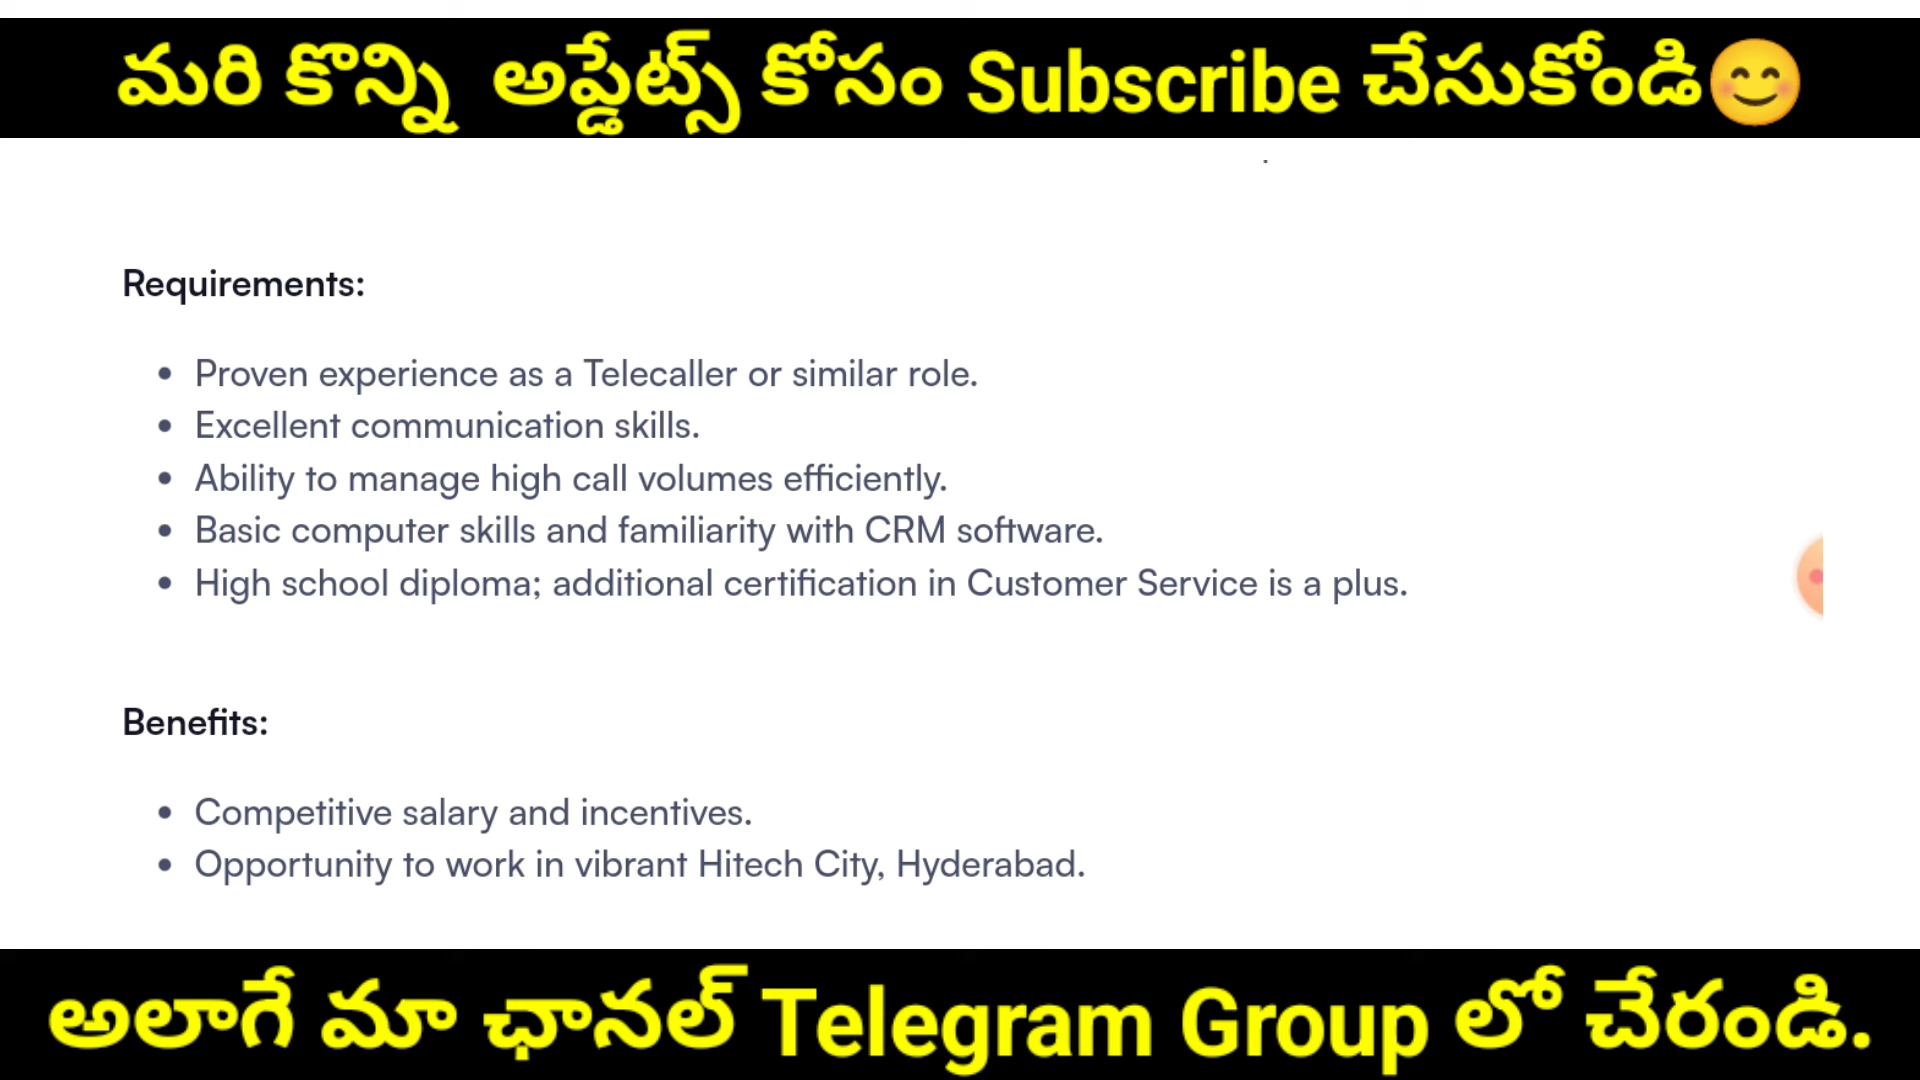 మరి కొన్ని అప్డేట్స్ కోసం Subscribe చేసుకోండి😊
Requirements:
• Proven experience as a Telecaller or similar role.
• Excellent communication skills.
• Ability to manage high call volumes efficiently.
• Basic computer skills and familiarity with CRM software.
• High school diploma; additional certification in Customer Service is a plus.
Benefits:
• Competitive salary and incentives.
• Opportunity to work in vibrant Hitech City, Hyderabad.
అలాగే మా ఛానల్ Telegram Group లో చేరండి.